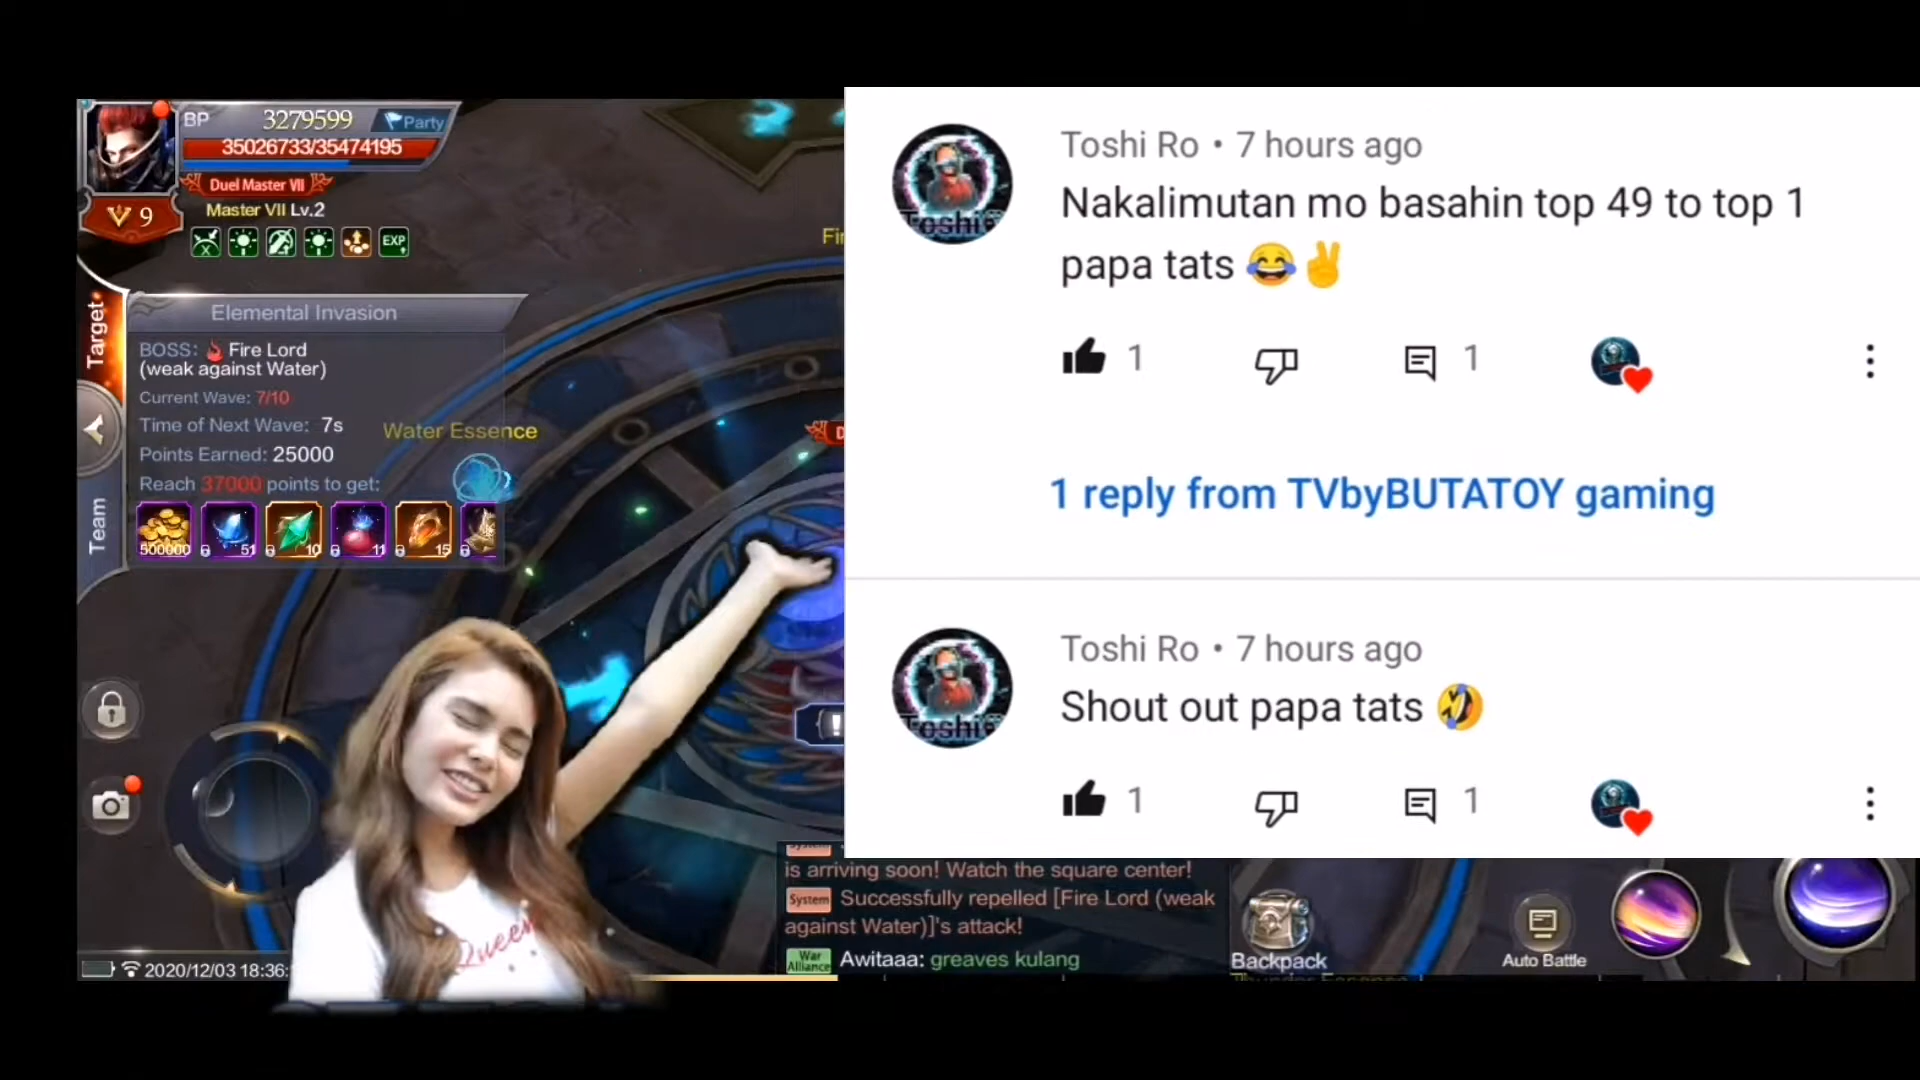 BP 3279599 Party
35026733/35474195
Duel Master VII
9 Master VII Lv.2
X EXP
Target
Elemental Invasion
BOSS: Fire Lord
(weak against Water)
Current Wave: 7/10
Time of Next Wave: 7s
Points Earned: 25000
Reach 37000 points to get:
500000 51 10 11 15
Team
Water Essence
Toshi Ro • 7 hours ago
Nakalimutan mo basahin top 49 to top 1
papa tats 😂✌
1 1
1 reply from TVbyBUTATOY gaming
Toshi Ro • 7 hours ago
Shout out papa tats 🤣
1 1
Queen
System
is arriving soon! Watch the square center!
System Successfully repelled [Fire Lord (weak
against Water)]'s attack!
War Alliance Awitaaa: greaves kulang
Backpack
Auto Battle
2020/12/03 18:36: